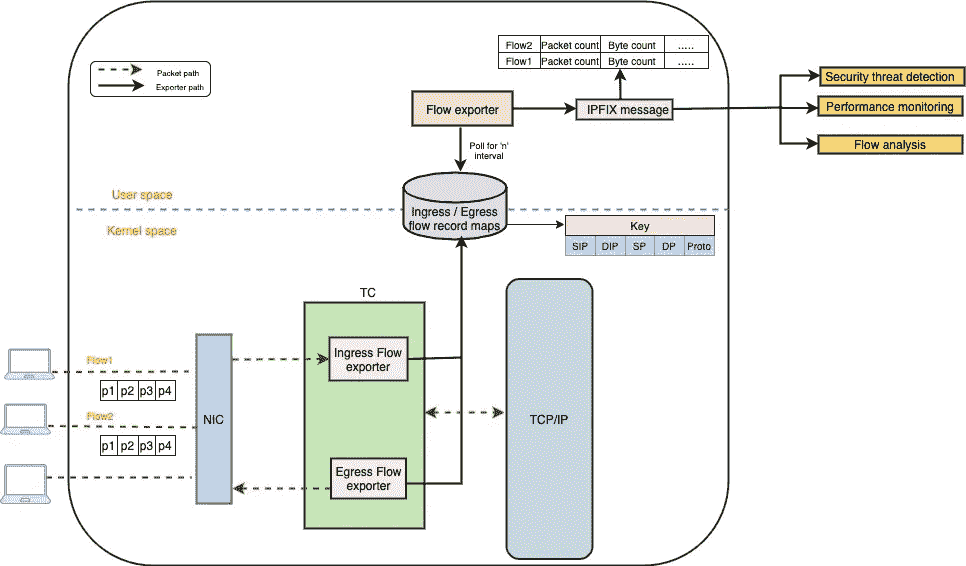 Flow2 Packet count Byte count .....
Flow1 Packet count Byte count .....
Packet path
Exporter path
Flow exporter
IPFIX message
Security threat detection
Performance monitoring
Flow analysis
Poll for 'n'
interval
User space
Kernel space
Ingress / Egress
flow record maps
Key
SIP DIP SP DP Proto
TC
Flow1
p1 p2 p3 p4
Flow2
p1 p2 p3 p4
NIC
Ingress Flow
exporter
Egress Flow
exporter
TCP/IP